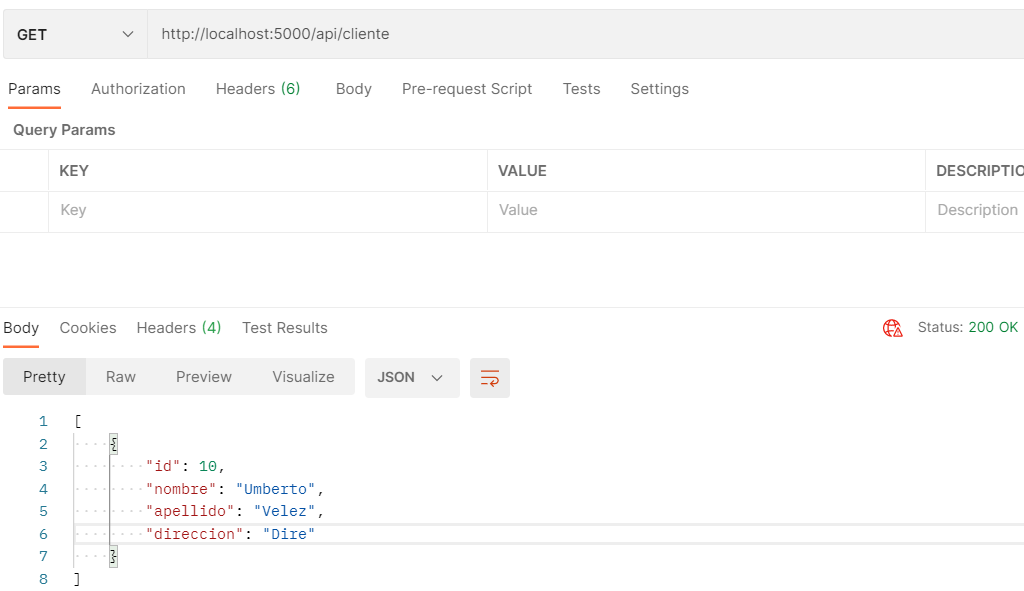 GET http://localhost:5000/api/cliente
Params Authorization Headers (6) Body Pre-request Script Tests Settings
Query Params
KEY VALUE DESCRIPTIO
Key Value Description
Body Cookies Headers (4) Test Results Status: 200 OK
Pretty Raw Preview Visualize JSON
1 [
2 {
3 "id": 10,
4 "nombre": "Umberto",
5 "apellido": "Velez",
6 "direccion": "Dire"
7 }
8 ]